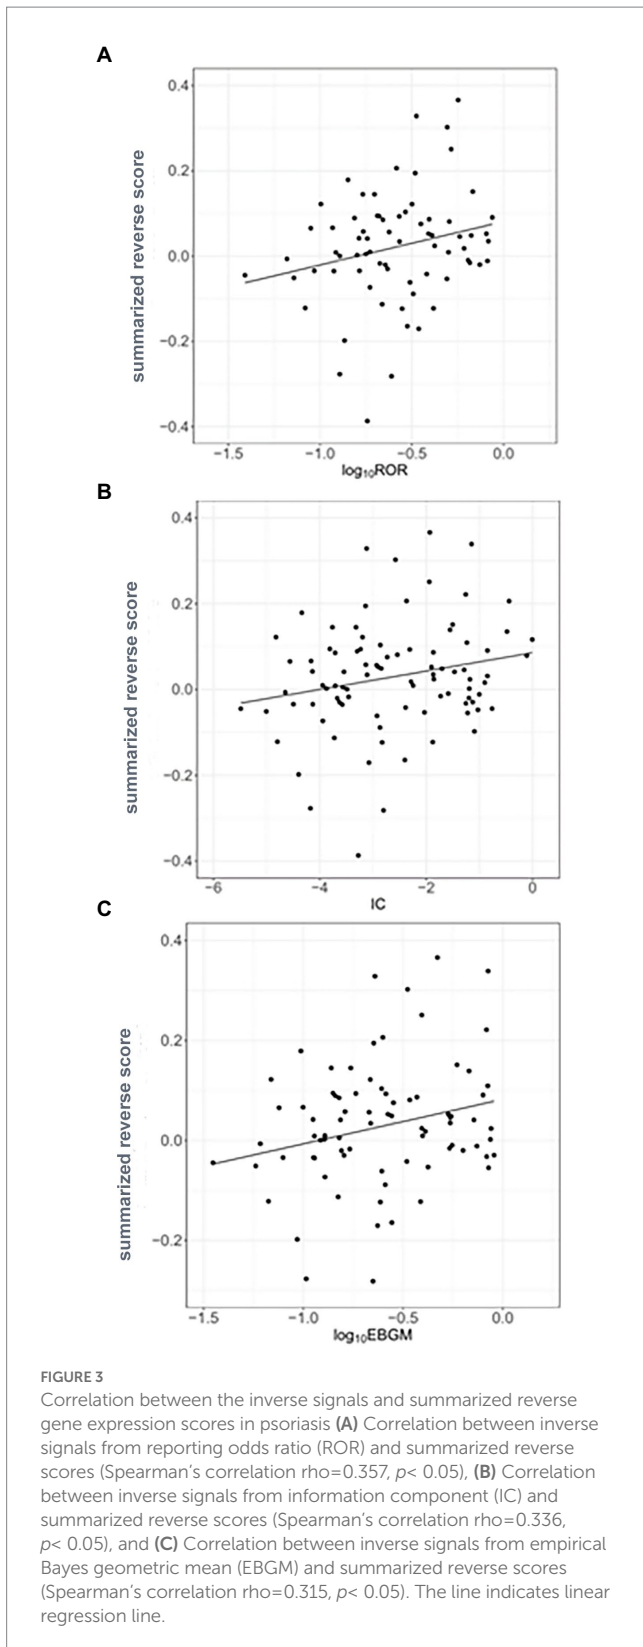 A
summarized reverse score
0.4
0.2
0.0
−0.2
−0.4
−1.5 −1.0 −0.5 0.0
log10ROR
B
summarized reverse score
0.4
0.2
0.0
−0.2
−0.4
−6 −4 −2 0
IC
C
summarized reverse score
0.4
0.2
0.0
−0.2
−1.5 −1.0 −0.5 0.0
log10EBGM
FIGURE 3
Correlation between the inverse signals and summarized reverse
gene expression scores in psoriasis (A) Correlation between inverse
signals from reporting odds ratio (ROR) and summarized reverse
scores (Spearman’s correlation rho=0.357, p< 0.05), (B) Correlation
between inverse signals from information component (IC) and
summarized reverse scores (Spearman’s correlation rho=0.336,
p< 0.05), and (C) Correlation between inverse signals from empirical
Bayes geometric mean (EBGM) and summarized reverse scores
(Spearman’s correlation rho=0.315, p< 0.05). The line indicates linear
regression line.